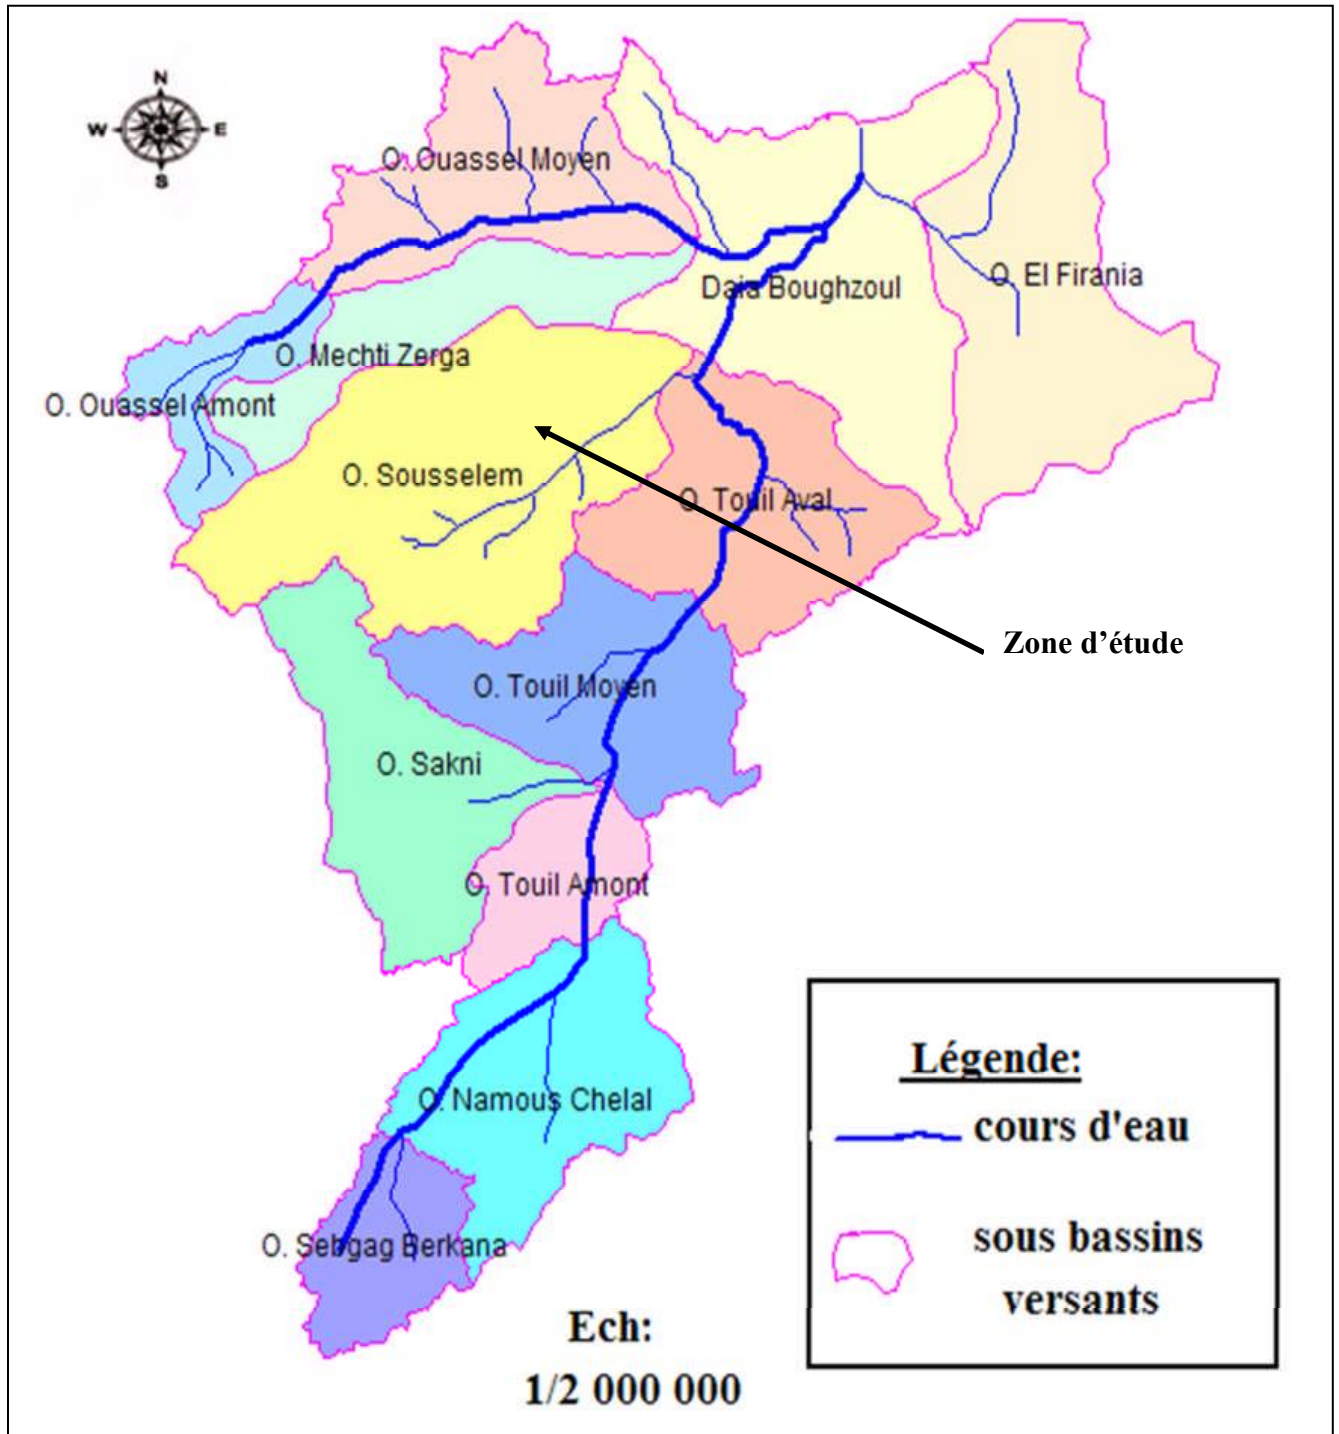 N
W
E
S
O. Ouassel Moyen
O. El Firania
Daia Boughzoul
O. Mechti Zerga
O. Ouassel Amont
O. Sousselem
O. Touil Aval
Zone d’étude
O. Touil Moyen
O. Sakni
O. Touil Amont
O. Namous Chelal
O. Sebgag Berkana
Légende:
cours d'eau
sous bassins
versants
Ech:
1/2 000 000